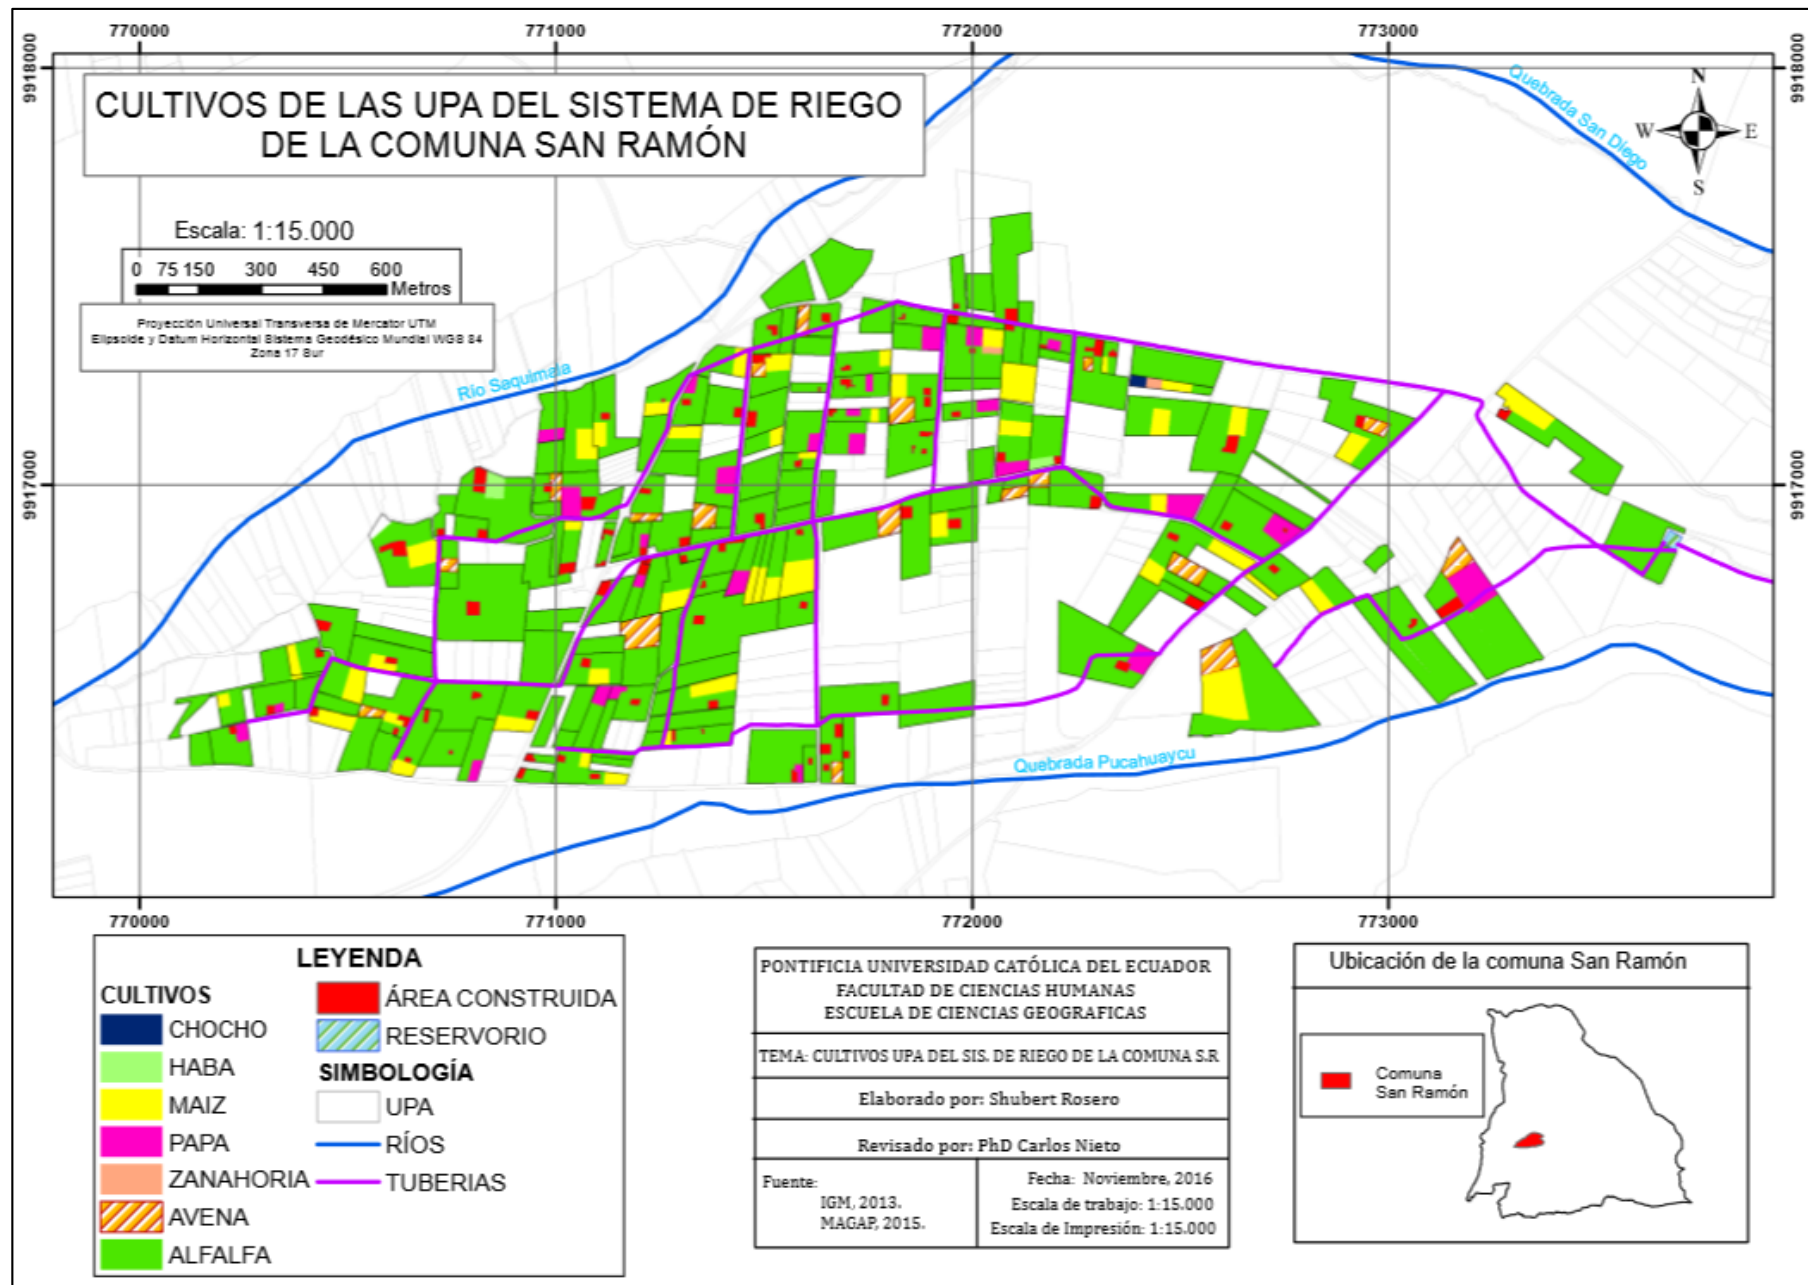 770000 771000 772000 773000
9918000 9918000
CULTIVOS DE LAS UPA DEL SISTEMA DE RIEGO
DE LA COMUNA SAN RAMÓN
Quebrada San Diego
N
W E
S
Escala: 1:15.000
0 75 150 300 450 600
Metros
Proyección Universal Transversa de Mercator UTM
Elipsoide y Datum Horizontal Sistema Geodésico Mundial WGS 84
Zona 17 Sur
Río Saquimala
9917000 9917000
Quebrada Pucahuaycu
770000 771000 772000 773000
LEYENDA
CULTIVOS
CHOCHO
HABA
MAIZ
PAPA
ZANAHORIA
AVENA
ALFALFA
ÁREA CONSTRUIDA
RESERVORIO
SIMBOLOGÍA
UPA
RÍOS
TUBERIAS
PONTIFICIA UNIVERSIDAD CATÓLICA DEL ECUADOR
FACULTAD DE CIENCIAS HUMANAS
ESCUELA DE CIENCIAS GEOGRAFICAS
TEMA: CULTIVOS UPA DEL SIS. DE RIEGO DE LA COMUNA S.R
Elaborado por: Shubert Rosero
Revisado por: PhD Carlos Nieto
Fuente:
IGM, 2013.
MAGAP, 2015.
Fecha: Noviembre, 2016
Escala de trabajo: 1:15.000
Escala de Impresión: 1:15.000
Ubicación de la comuna San Ramón
Comuna
San Ramón